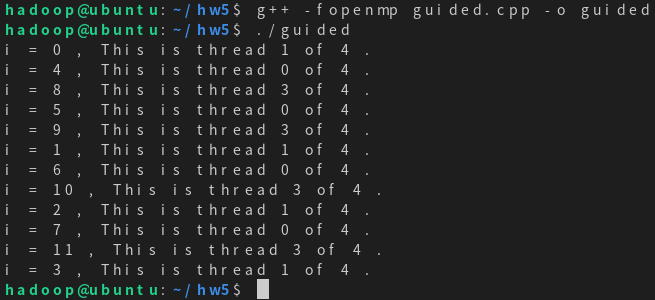 hadoop@ubuntu:~/hw5$ g++ -fopenmp guided.cpp -o guided
hadoop@ubuntu:~/hw5$ ./guided
i = 0 , This is thread 1 of 4 .
i = 4 , This is thread 0 of 4 .
i = 8 , This is thread 3 of 4 .
i = 5 , This is thread 0 of 4 .
i = 9 , This is thread 3 of 4 .
i = 1 , This is thread 1 of 4 .
i = 6 , This is thread 0 of 4 .
i = 10 , This is thread 3 of 4 .
i = 2 , This is thread 1 of 4 .
i = 7 , This is thread 0 of 4 .
i = 11 , This is thread 3 of 4 .
i = 3 , This is thread 1 of 4 .
hadoop@ubuntu:~/hw5$